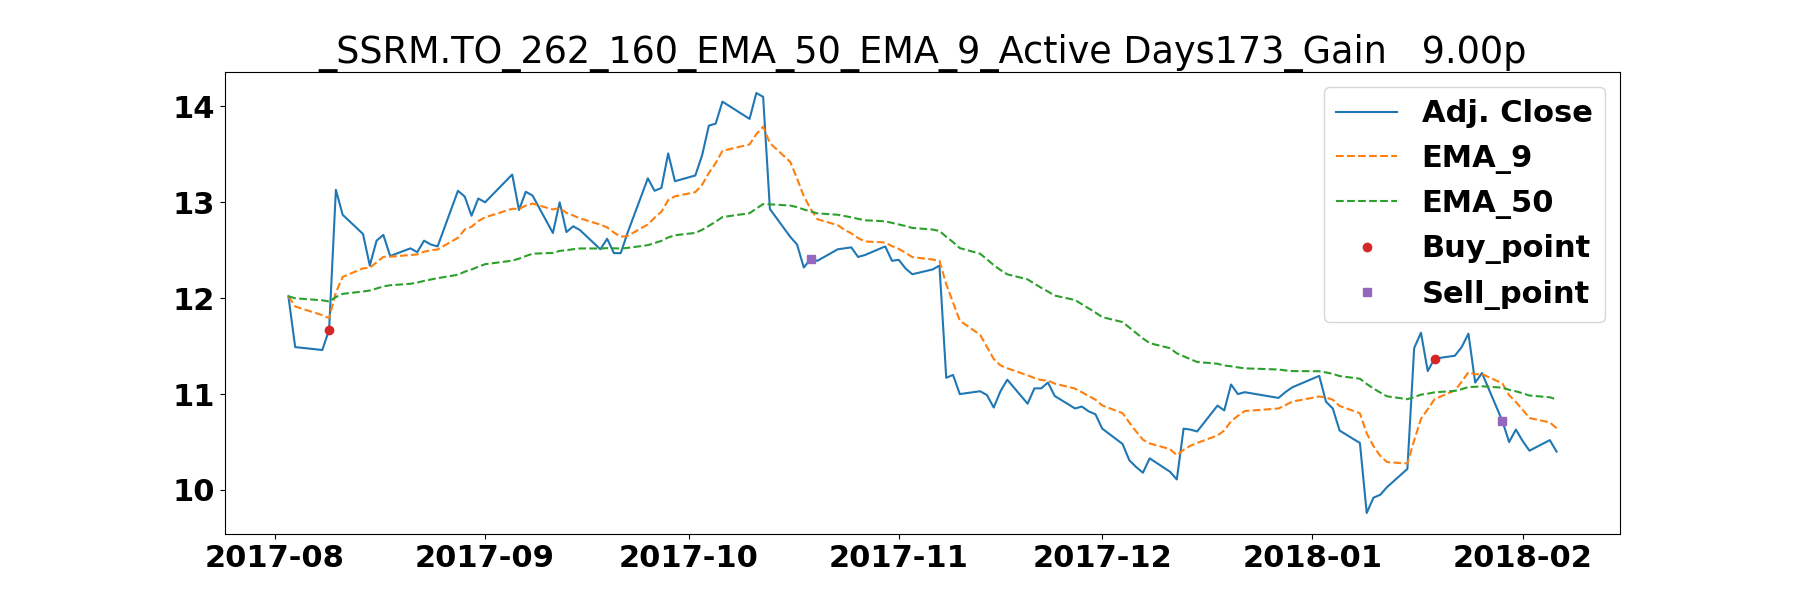 _SSRM.TO_262_160_EMA_50_EMA_9_Active Days173_Gain   9.00p
14
13
12
11
10
Adj. Close
EMA_9
EMA_50
Buy_point
Sell_point
2017-08 2017-09 2017-10 2017-11 2017-12 2018-01 2018-02